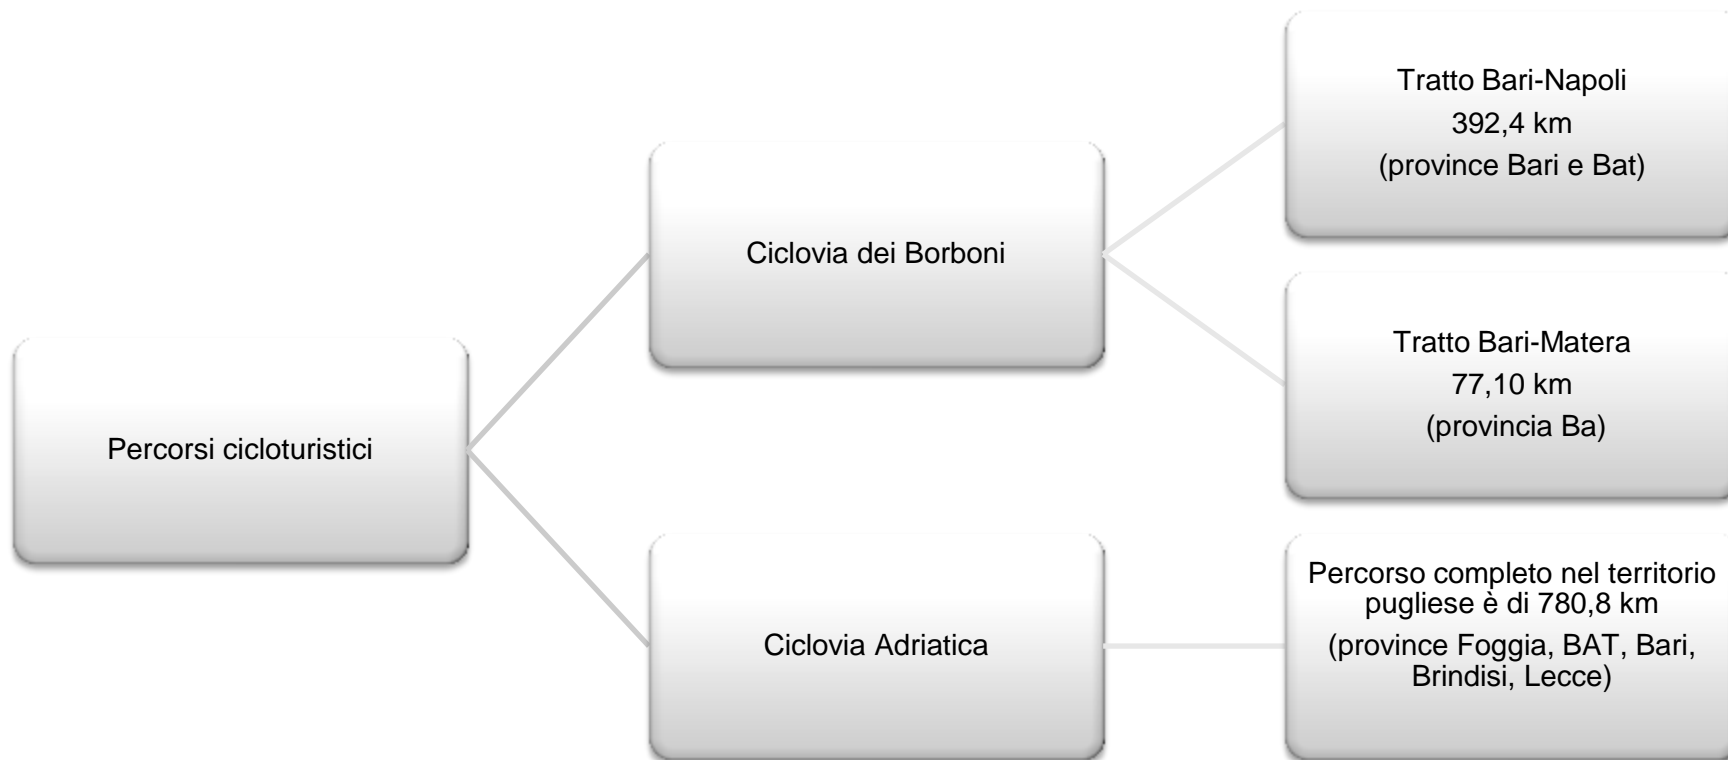 Percorsi cicloturistici
Ciclovia dei Borboni
Tratto Bari-Napoli
392,4 km
(province Bari e Bat)
Tratto Bari-Matera
77,10 km
(provincia Ba)
Ciclovia Adriatica
Percorso completo nel territorio
pugliese è di 780,8 km
(province Foggia, BAT, Bari,
Brindisi, Lecce)